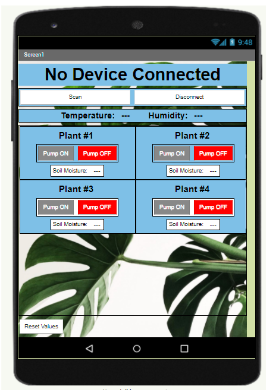 9:48
Screen1
No Device Connected
Scan Disconnect
Temperature: --- Humidity: ---
Plant #1 Plant #2
Pump ON Pump OFF Pump ON Pump OFF
Soil Moisture: --- Soil Moisture: ---
Plant #3 Plant #4
Pump ON Pump OFF Pump ON Pump OFF
Soil Moisture: --- Soil Moisture: ---
Reset Values